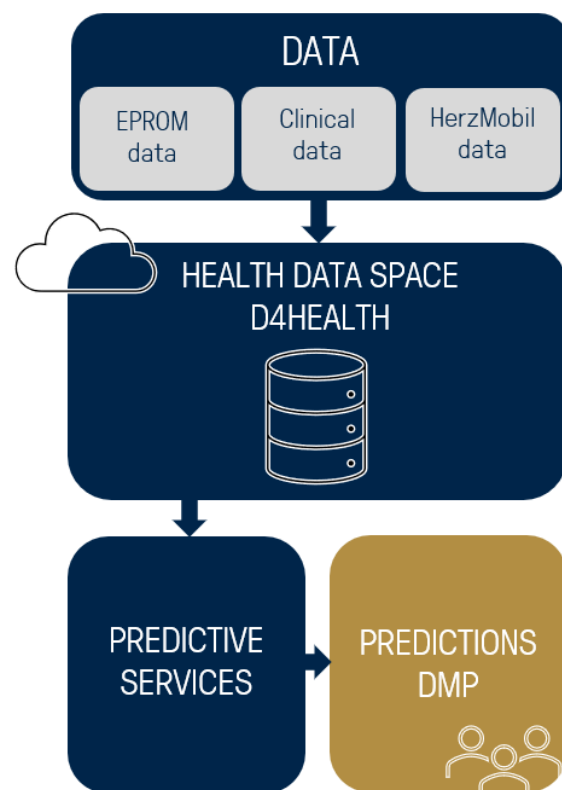 DATA
EPROM
data
Clinical
data
HerzMobil
data
HEALTH DATA SPACE
D4HEALTH
PREDICTIVE
SERVICES
PREDICTIONS
DMP